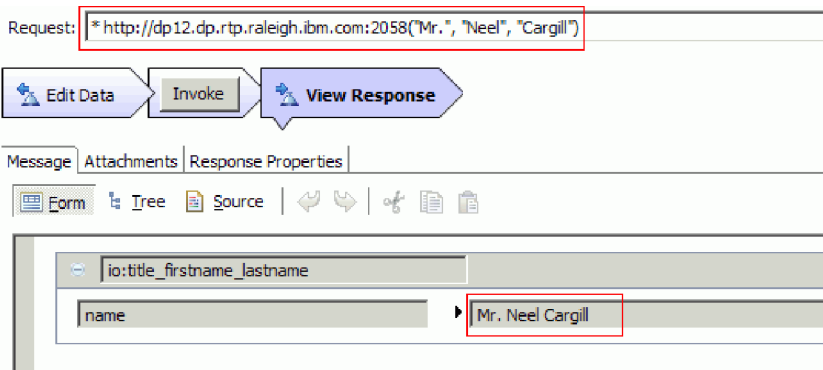 Request: * http://dp12.dp.rtp.raleigh.ibm.com:2058("Mr.", "Neel", "Cargill")
Edit Data Invoke View Response
Message Attachments Response Properties
Form Tree Source
io:title_firstname_lastname
name Mr. Neel Cargill